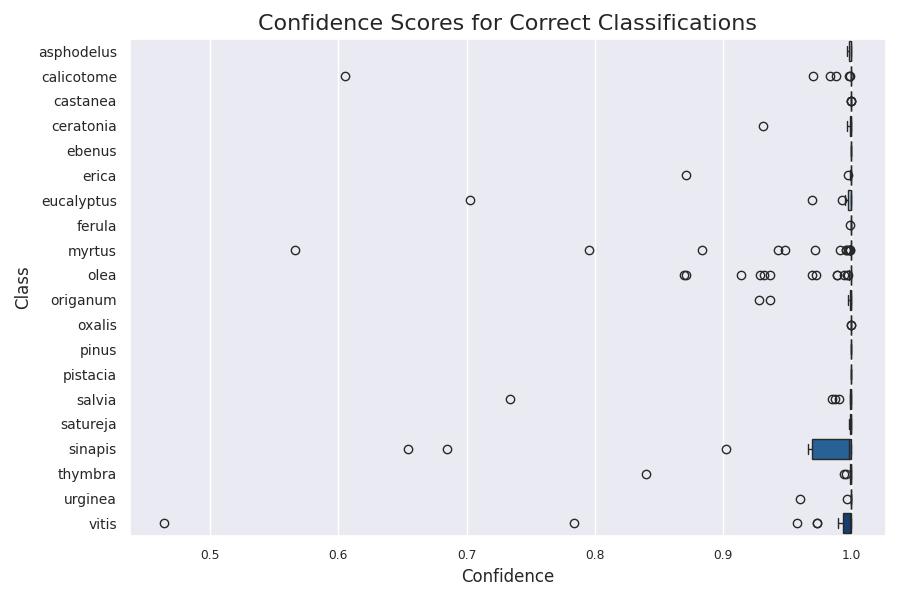 Confidence Scores for Correct Classifications
asphodelus
calicotome
castanea
ceratonia
ebenus
erica
eucalyptus
ferula
myrtus
olea
origanum
oxalis
pinus
pistacia
salvia
satureja
sinapis
thymbra
urginea
vitis
Class
0.5 0.6 0.7 0.8 0.9 1.0
Confidence